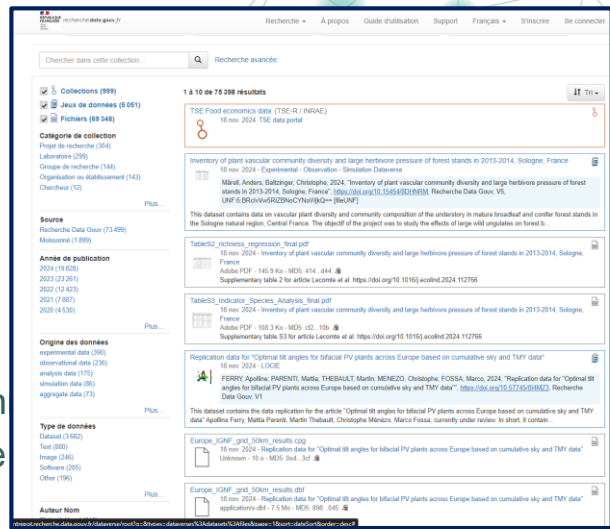 RÉPUBLIQUE FRANÇAISE
recherche.data.gouv.fr
Recherche
À propos
Guide d'utilisation
Support
Français
S'inscrire
Se connecter
Chercher dans cette collection...
Recherche avancée
Collections (999)
Jeux de données (5 051)
Fichiers (69 348)
Catégorie de collection
Projet de recherche (304)
Laboratoire (299)
Groupe de recherche (144)
Organisation ou établissement (143)
Chercheur (12)
Plus...
Source
Recherche Data Gouv (73 499)
Moissonné (1 899)
Année de publication
2024 (19 828)
2023 (23 261)
2022 (12 423)
2021 (7 887)
2020 (4 530)
Plus...
Origine des données
experimental data (390)
observational data (236)
analysis data (175)
simulation data (86)
aggregate data (73)
Plus...
Type de données
Dataset (3 682)
Text (880)
Image (246)
Software (205)
Other (196)
Plus...
Auteur Nom
1 à 10 de 75 398 résultats
Tri
TSE Food economics data (TSE-R / INRAE)
18 nov. 2024 TSE data portal
Inventory of plant vascular community diversity and large herbivore pressure of forest stands in 2013-2014, Sologne, France
18 nov. 2024 - Experimental - Observation - Simulation Dataverse
Mårell, Anders; Baltzinger, Christophe, 2024, "Inventory of plant vascular community diversity and large herbivore pressure of forest
stands in 2013-2014, Sologne, France", Recherche Data Gouv, V5,
This dataset contains data on vascular plant diversity and community composition of the understory in mature broadleaf and conifer forest stands in
the Sologne natural region, Central France. The objectif of the project was to study the effects of large wild ungulates on forest b...
TableS2_richness_regression_final.pdf
18 nov. 2024 - Inventory of plant vascular community diversity and large herbivore pressure of forest stands in 2013-2014, Sologne,
France
Adobe PDF - 145.9 Ko - MD5: 414...d44
Supplementary table 2 for article Lecomte et al. https://doi.org/10.1016/j.ecolind.2024.112766
TableS3_Indicator_Species_Analysis_final.pdf
18 nov. 2024 - Inventory of plant vascular community diversity and large herbivore pressure of forest stands in 2013-2014, Sologne,
France
Adobe PDF - 108.3 Ko - MD5: cf2...10b
Supplementary table S3 for article Lecomte et al. https://doi.org/10.1016/j.ecolind.2024.112766
Replication data for "Optimal tilt angles for bifacial PV plants across Europe based on cumulative sky and TMY data"
18 nov. 2024 - LOCIE
FERRY, Apolline; PARENTI, Mattia; THEBAULT, Martin; MENEZO, Christophe; FOSSA, Marco, 2024, "Replication data for "Optimal tilt
angles for bifacial PV plants across Europe based on cumulative sky and TMY data"", Recherche
Data Gouv, V1
This dataset contains the data replication for the article "Optimal tilt angles for bifacial PV plants across Europe based on cumulative sky and TMY
data" Apolline Ferry, Mattia Parenti, Martin Thebault, Christophe Ménézo, Marco Fossa, currently under review. In short, it contain...
Europe_IGNF_grid_50km_results.cpg
18 nov. 2024 - Replication data for "Optimal tilt angles for bifacial PV plants across Europe based on cumulative sky and TMY data"
Unknown - 10 o - MD5: 0e4...3cf
Europe_IGNF_grid_50km_results.dbf
18 nov. 2024 - Replication data for "Optimal tilt angles for bifacial PV plants across Europe based on cumulative sky and TMY data"
application/x-dbf - 7.5 Mo - MD5: 898...045